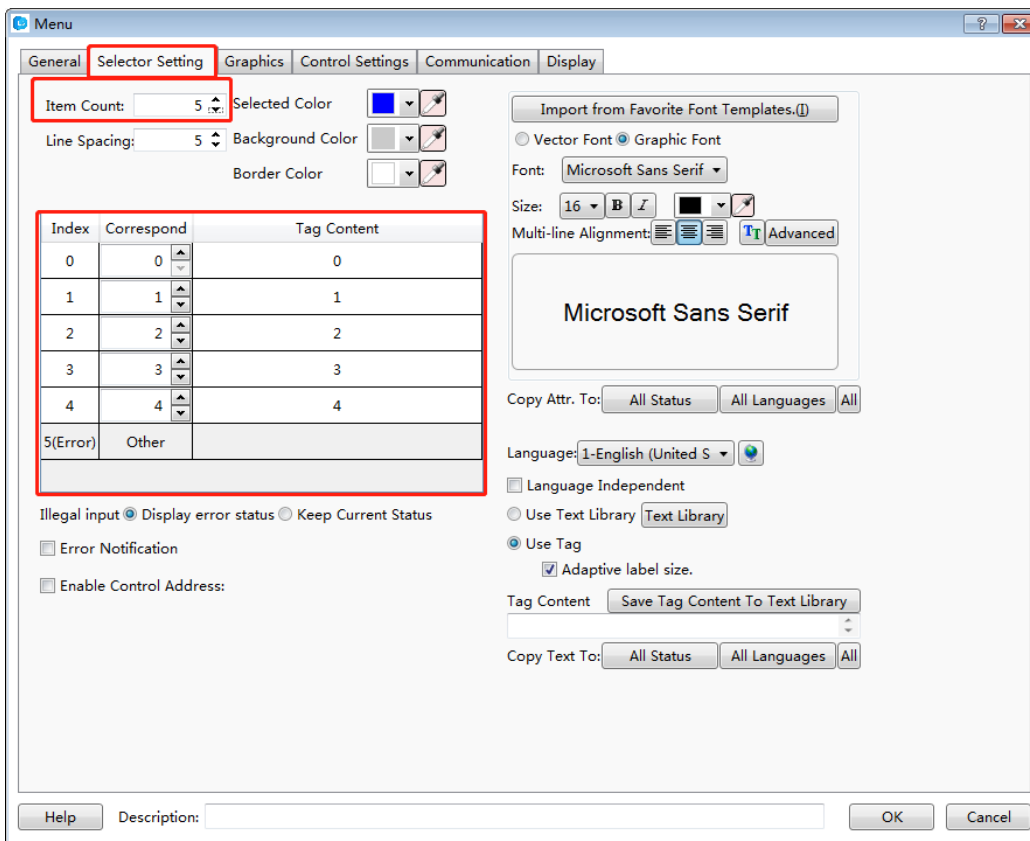 Menu
General Selector Setting Graphics Control Settings Communication Display
Item Count: 5 Selected Color
Line Spacing: 5 Background Color
Border Color
Index Correspond Tag Content
0 0 0
1 1 1
2 2 2
3 3 3
4 4 4
5(Error) Other
Illegal input Display error status Keep Current Status
Error Notification
Enable Control Address:
Import from Favorite Font Templates.(I)
Vector Font Graphic Font
Font: Microsoft Sans Serif
Size: 16 B I
Multi-line Alignment: TT Advanced
Microsoft Sans Serif
Copy Attr. To: All Status All Languages All
Language: 1-English (United S
Language Independent
Use Text Library Text Library
Use Tag
Adaptive label size.
Tag Content Save Tag Content To Text Library
Copy Text To: All Status All Languages All
Help Description: OK Cancel